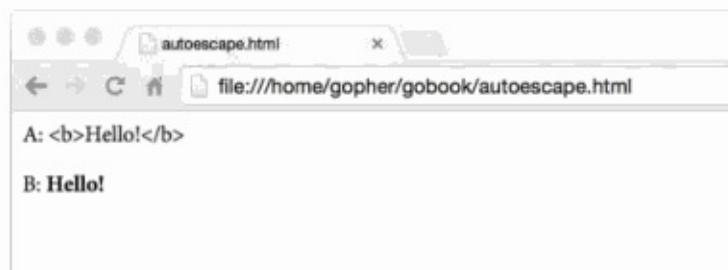 autoescape.html
file:///home/gopher/gobook/autoescape.html
A: <b>Hello!</b>
B: Hello!